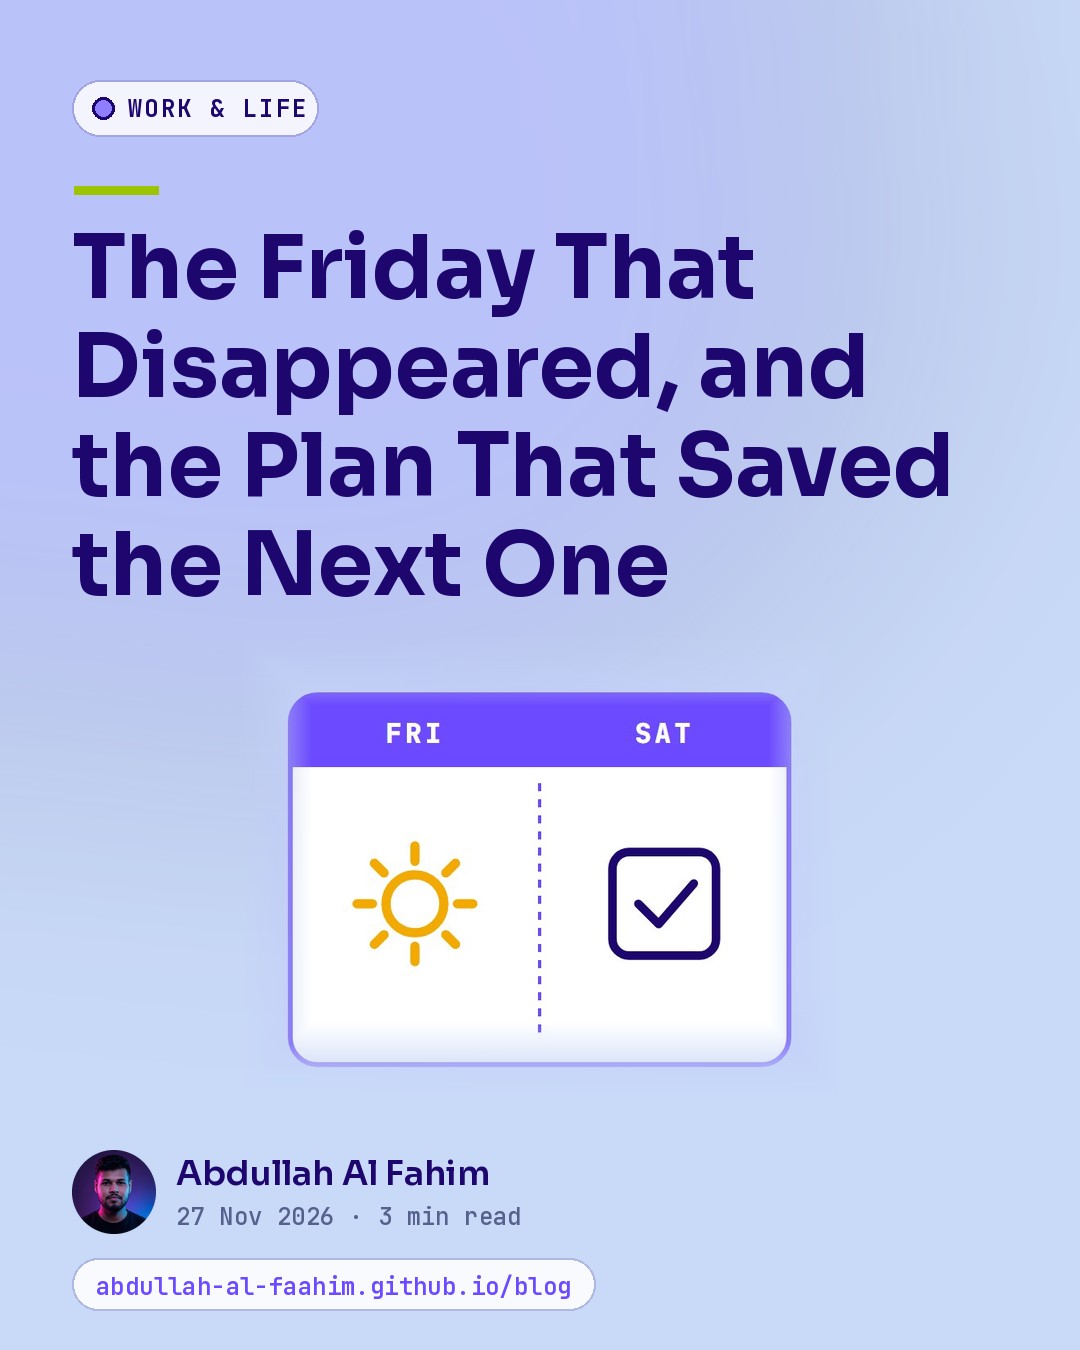 WORK & LIFE
The Friday That
Disappeared, and
the Plan That Saved
the Next One
FRI SAT
Abdullah Al Fahim
27 Nov 2026 · 3 min read
abdullah-al-faahim.github.io/blog